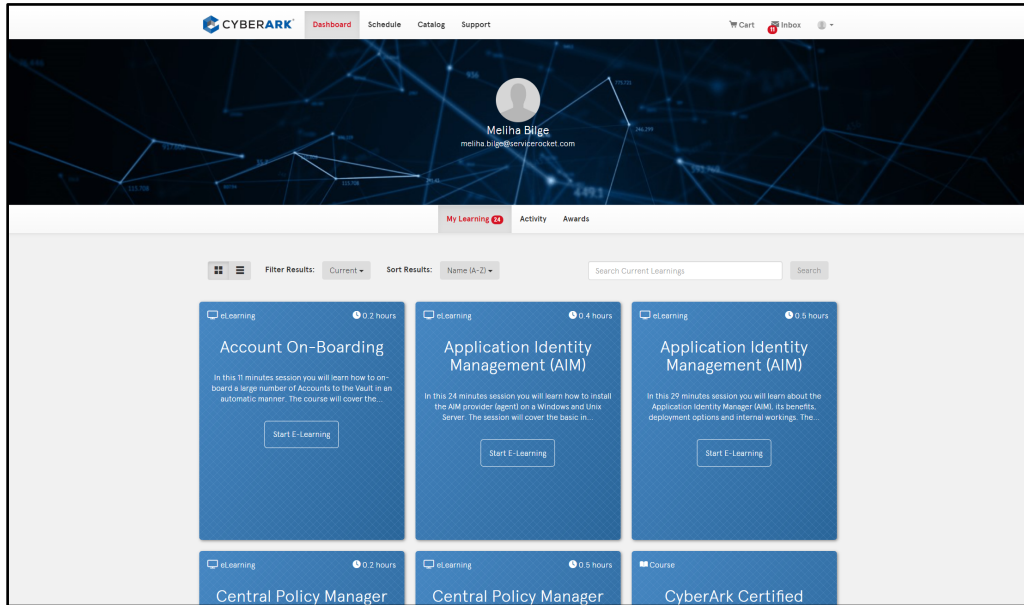 CYBERARK Dashboard Schedule Catalog Support Cart 11 Inbox
936
Meliha Bilge
meliha.bilge@servicerocket.com
113.708
449.1
My Learning 24 Activity Awards
Filter Results: Current Sort Results: Name (A-Z) Search Current Learnings Search
eLearning 0.2 hours
Account On-Boarding
In this 11 minutes session you will learn how to on-
board a large number of Accounts to the Vault in an
automatic manner. The course will cover the...
Start E-Learning
eLearning 0.4 hours
Application Identity
Management (AIM)
In this 24 minutes session you will learn how to install
the AIM provider (agent) on a Windows and Unix
Server. The session will cover the basic in...
Start E-Learning
eLearning 0.5 hours
Application Identity
Management (AIM)
In this 29 minutes session you will learn about the
Application Identity Manager (AIM), its benefits,
deployment options and internal workings. The...
Start E-Learning
eLearning 0.2 hours
Central Policy Manager
eLearning 0.5 hours
Central Policy Manager
Course
CyberArk Certified